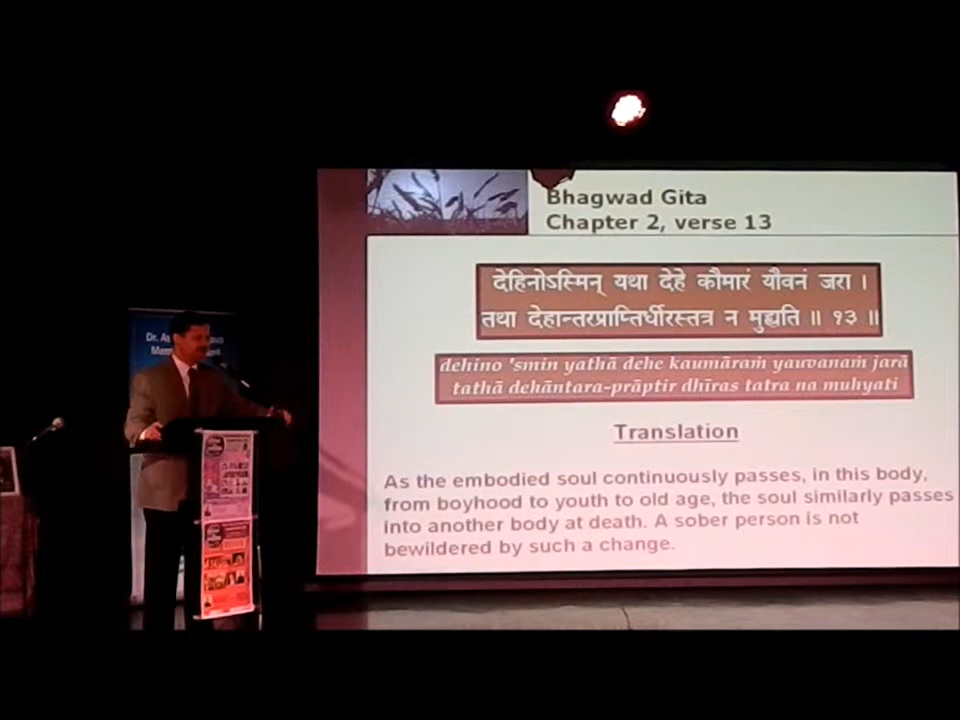 Bhagwad Gita
Chapter 2, verse 13
देहिनोऽस्मिन् यथा देहे कौमारं यौवनं जरा ।
तथा देहान्तरप्राप्तिर्धीरस्तत्र न मुह्यति ॥ १३ ॥
dehino 'smin yathā dehe kaumāraṁ yauvanaṁ jarā
tathā dehāntara-prāptir dhīras tatra na muhyati
Translation
As the embodied soul continuously passes, in this body,
from boyhood to youth to old age, the soul similarly passes
into another body at death. A sober person is not
bewildered by such a change.
Dr.